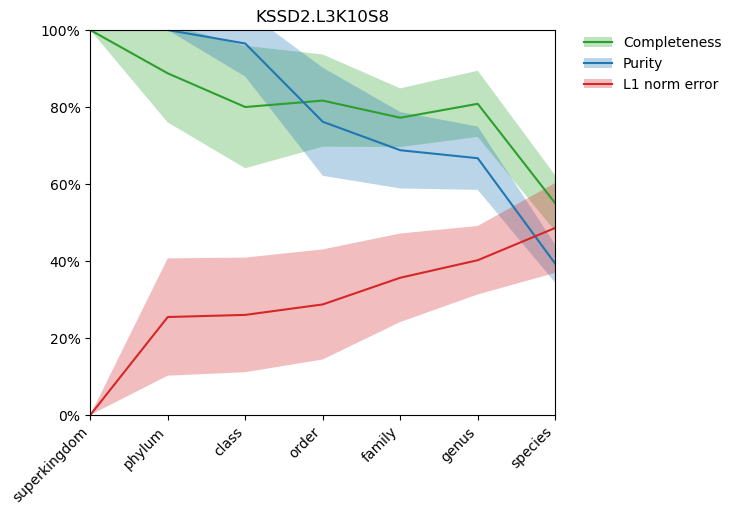 KSSD2.L3K10S8
100%
80%
60%
40%
20%
0%
superkingdom
phylum
class
order
family
genus
species
Completeness
Purity
L1 norm error